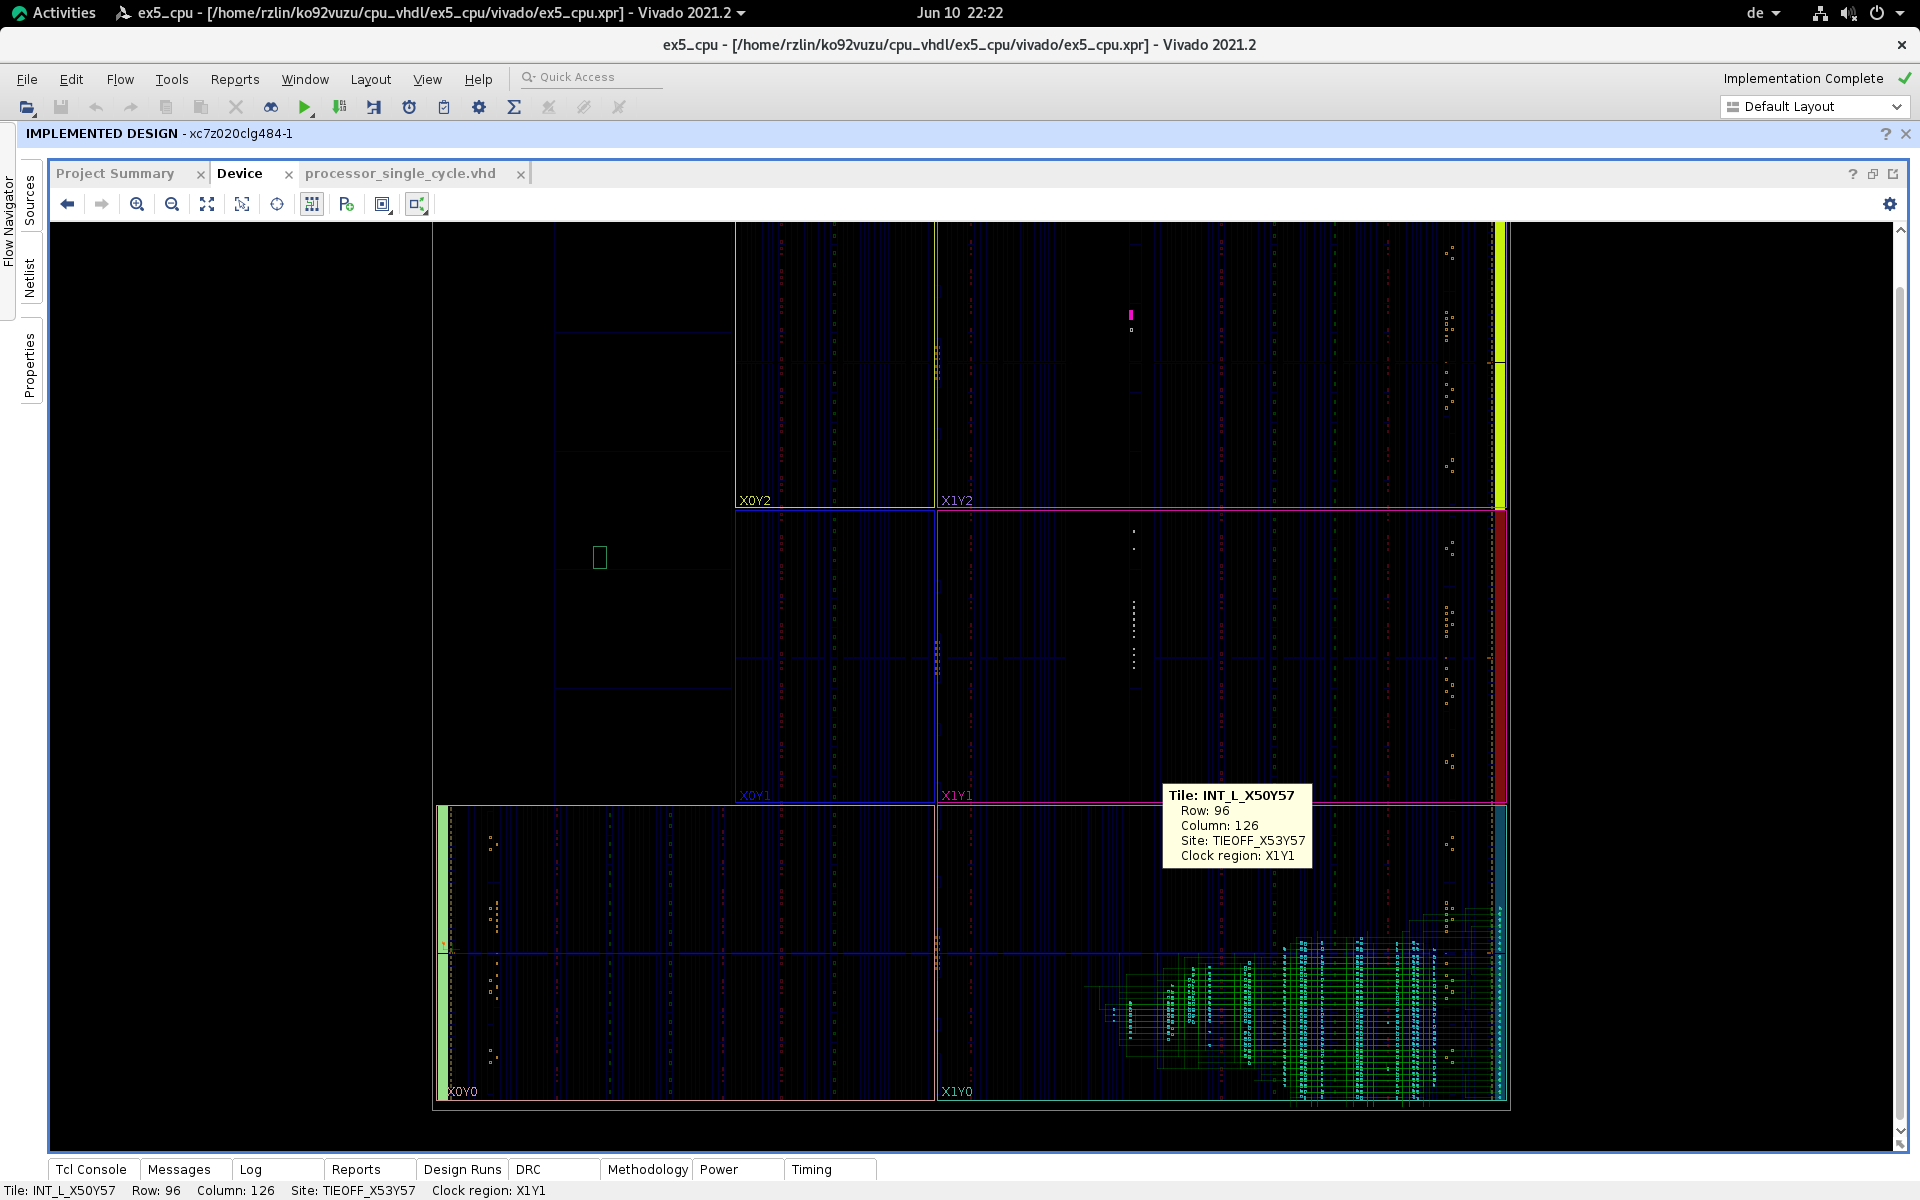 Activities
ex5_cpu - [/home/rzlin/ko92vuzu/cpu_vhdl/ex5_cpu/vivado/ex5_cpu.xpr] - Vivado 2021.2
Jun 10 22:22
de
ex5_cpu - [/home/rzlin/ko92vuzu/cpu_vhdl/ex5_cpu/vivado/ex5_cpu.xpr] - Vivado 2021.2
File Edit Flow Tools Reports Window Layout View Help
Quick Access
Implementation Complete
Default Layout
IMPLEMENTED DESIGN - xc7z020clg484-1
Flow Navigator
Sources
Netlist
Properties
Project Summary
Device
processor_single_cycle.vhd
X0Y2
X1Y2
X0Y1
X1Y1
Tile: INT_L_X50Y57
Row: 96
Column: 126
Site: TIEOFF_X53Y57
Clock region: X1Y1
X0Y0
X1Y0
Tcl Console Messages Log Reports Design Runs DRC Methodology Power Timing
Tile: INT_L_X50Y57 Row: 96 Column: 126 Site: TIEOFF_X53Y57 Clock region: X1Y1